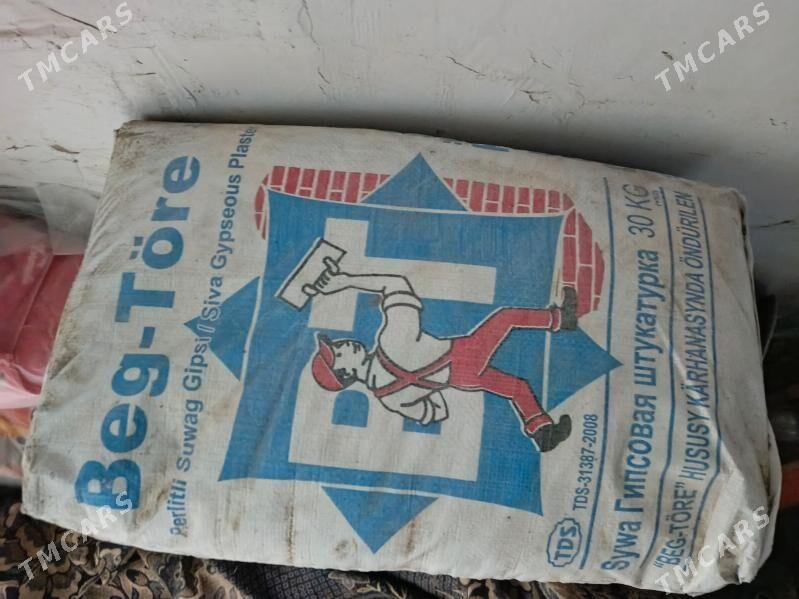 Beg-Töre
Perlitli Suwag Gipsi / Siva Gypseous Plaster
BT
TDS
TDS-31387-2008
Sywa Гипсовая штукатурка 30 KG
"BEG-TÖRE" HUSUSY KÄRHANASYNDA ÖNDÜRILEN
TMCARS
TMCARS
TMCARS
TMCARS